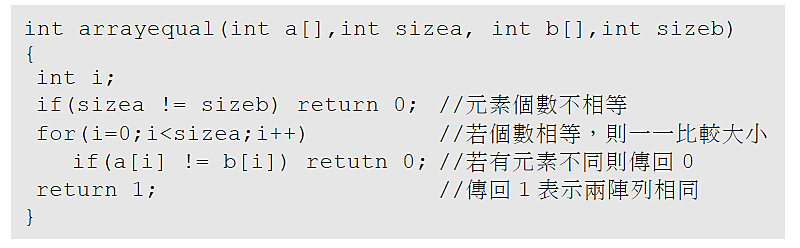 int arrayequal(int a[],int sizea, int b[],int sizeb)
{
int i;
if(sizea != sizeb) return 0; //元素個數不相等
for(i=0;i<sizea;i++) //若個數相等，則一一比較大小
if(a[i] != b[i]) retutn 0; //若有元素不同則傳回 0
return 1; //傳回 1 表示兩陣列相同
}